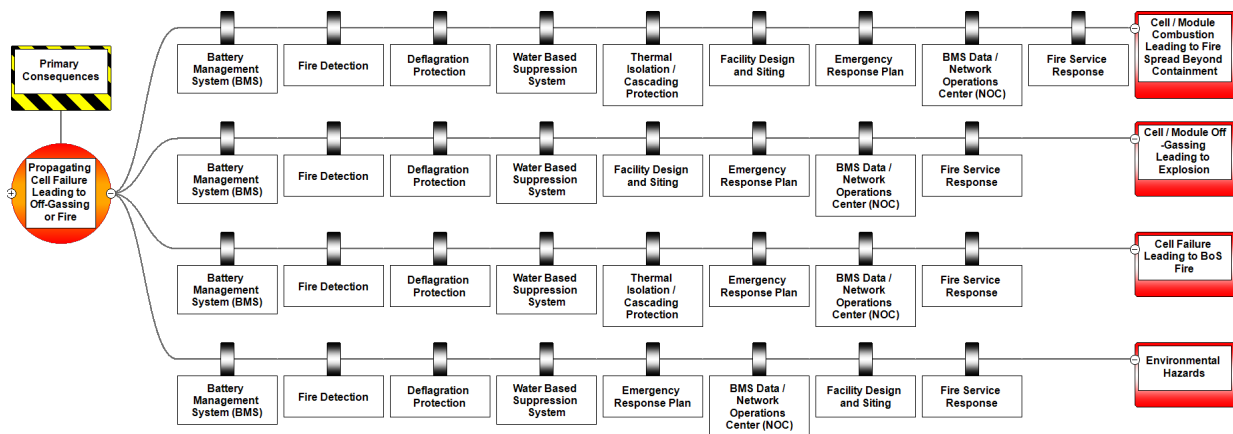 Primary
Consequences
Propagating
Cell Failure
Leading to
Off-Gassing
or Fire
Battery
Management
System (BMS)
Fire Detection
Deflagration
Protection
Water Based
Suppression
System
Thermal
Isolation /
Cascading
Protection
Facility Design
and Siting
Emergency
Response Plan
BMS Data /
Network
Operations
Center (NOC)
Fire Service
Response
Cell / Module
Combustion
Leading to Fire
Spread Beyond
Containment
Battery
Management
System (BMS)
Fire Detection
Deflagration
Protection
Water Based
Suppression
System
Facility Design
and Siting
Emergency
Response Plan
BMS Data /
Network
Operations
Center (NOC)
Fire Service
Response
Cell / Module Off
-Gassing
Leading to
Explosion
Battery
Management
System (BMS)
Fire Detection
Deflagration
Protection
Water Based
Suppression
System
Thermal
Isolation /
Cascading
Protection
Emergency
Response Plan
BMS Data /
Network
Operations
Center (NOC)
Fire Service
Response
Cell Failure
Leading to BoS
Fire
Battery
Management
System (BMS)
Fire Detection
Deflagration
Protection
Water Based
Suppression
System
Emergency
Response Plan
BMS Data /
Network
Operations
Center (NOC)
Facility Design
and Siting
Fire Service
Response
Environmental
Hazards